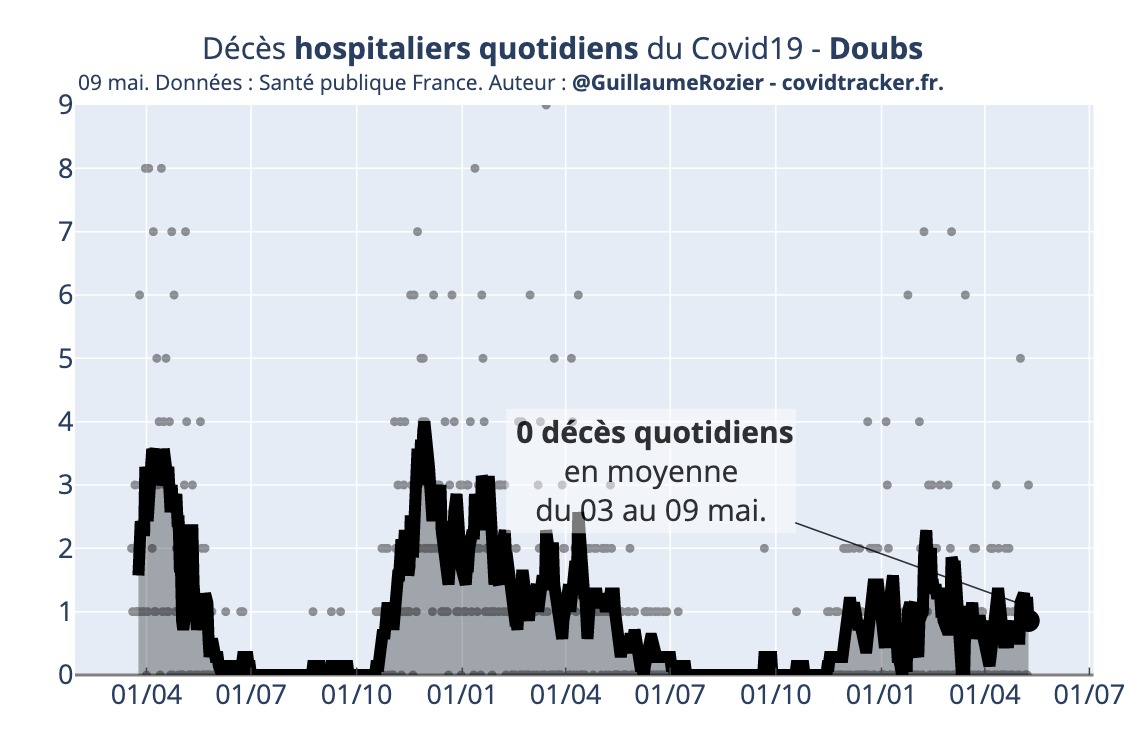 Décès hospitaliers quotidiens du Covid19 - Doubs
09 mai. Données : Santé publique France. Auteur : @GuillaumeRozier - covidtracker.fr.
9
8
7
6
5
4
3
2
1
0
0 décès quotidiens
en moyenne
du 03 au 09 mai.
01/04 01/07 01/10 01/01 01/04 01/07 01/10 01/01 01/04 01/07